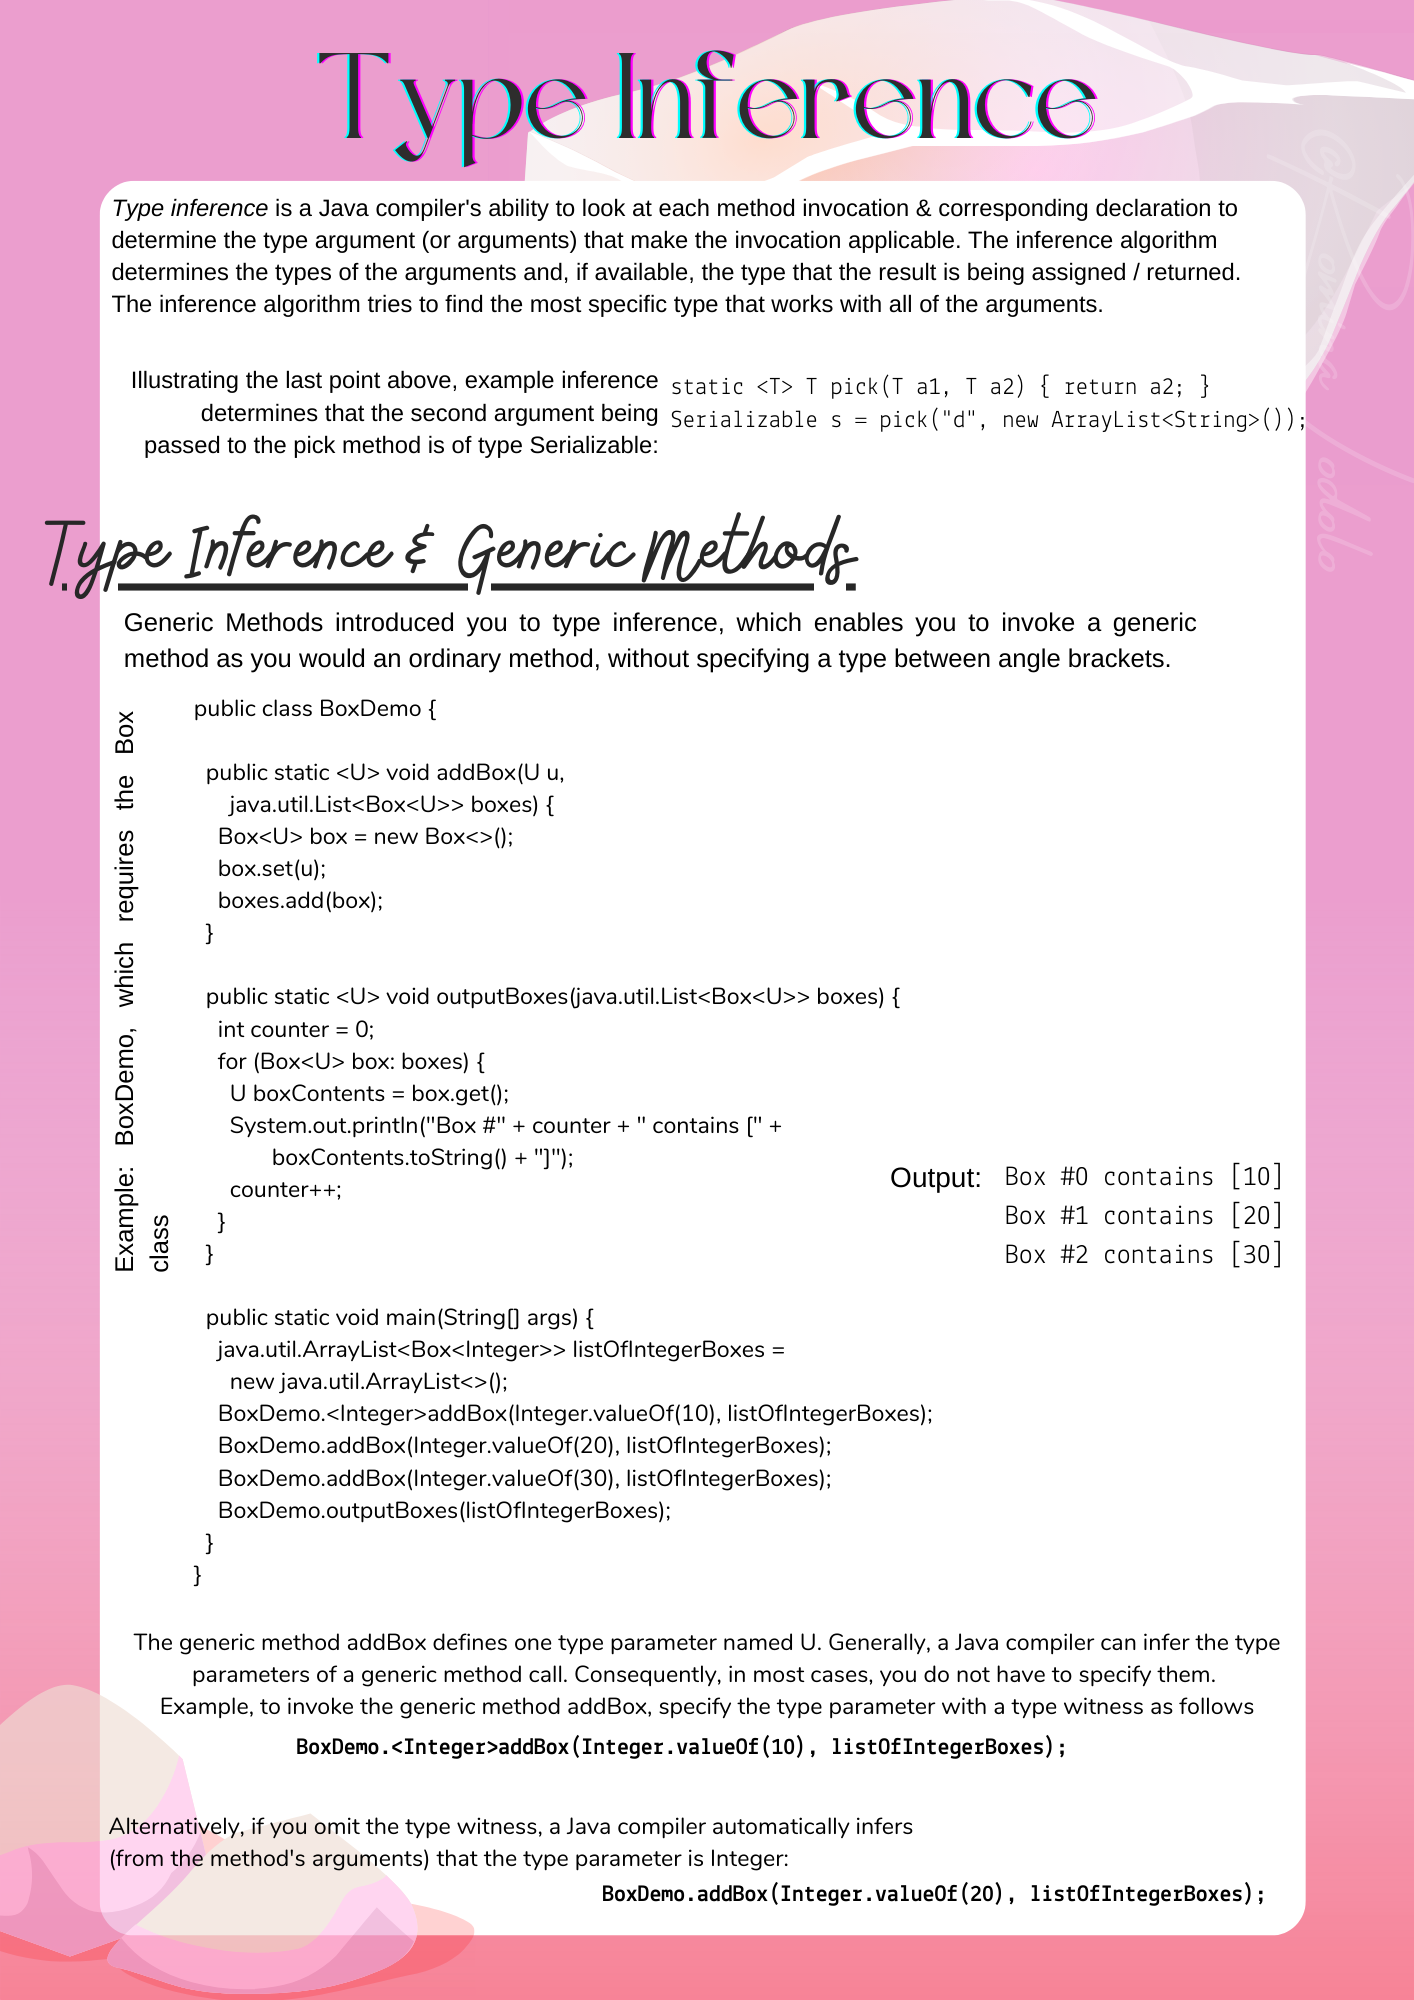 Type Inference
Type inference is a Java compiler's ability to look at each method invocation & corresponding declaration to
determine the type argument (or arguments) that make the invocation applicable. The inference algorithm
determines the types of the arguments and, if available, the type that the result is being assigned / returned.
The inference algorithm tries to find the most specific type that works with all of the arguments.
Illustrating the last point above, example inference
determines that the second argument being
passed to the pick method is of type Serializable:
static <T> T pick(T a1, T a2) { return a2; }
Serializable s = pick("d", new ArrayList<String>());
Type Inference & Generic Methods
Generic Methods introduced you to type inference, which enables you to invoke a generic
method as you would an ordinary method, without specifying a type between angle brackets.
Example: BoxDemo, which requires the Box
class
public class BoxDemo {
public static <U> void addBox(U u,
java.util.List<Box<U>> boxes) {
Box<U> box = new Box<>();
box.set(u);
boxes.add(box);
}
public static <U> void outputBoxes(java.util.List<Box<U>> boxes) {
int counter = 0;
for (Box<U> box: boxes) {
U boxContents = box.get();
System.out.println("Box #" + counter + " contains [" +
boxContents.toString() + "]");
counter++;
}
}
public static void main(String[] args) {
java.util.ArrayList<Box<Integer>> listOfIntegerBoxes =
new java.util.ArrayList<>();
BoxDemo.<Integer>addBox(Integer.valueOf(10), listOfIntegerBoxes);
BoxDemo.addBox(Integer.valueOf(20), listOfIntegerBoxes);
BoxDemo.addBox(Integer.valueOf(30), listOfIntegerBoxes);
BoxDemo.outputBoxes(listOfIntegerBoxes);
}
}
Output:
Box #0 contains [10]
Box #1 contains [20]
Box #2 contains [30]
The generic method addBox defines one type parameter named U. Generally, a Java compiler can infer the type
parameters of a generic method call. Consequently, in most cases, you do not have to specify them.
Example, to invoke the generic method addBox, specify the type parameter with a type witness as follows
BoxDemo.<Integer>addBox(Integer.valueOf(10), listOfIntegerBoxes);
Alternatively, if you omit the type witness, a Java compiler automatically infers
(from the method's arguments) that the type parameter is Integer:
BoxDemo.addBox(Integer.valueOf(20), listOfIntegerBoxes);